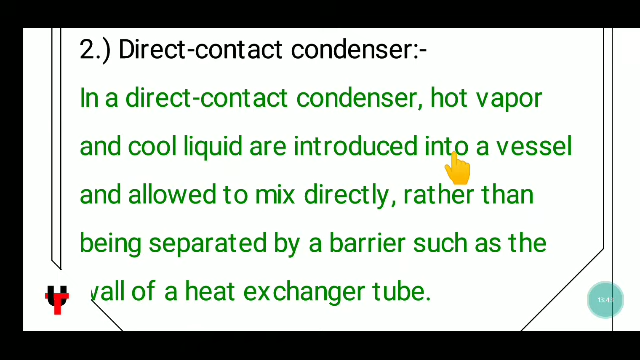 2.) Direct-contact condenser:-
In a direct-contact condenser, hot vapor
and cool liquid are introduced into a vessel
and allowed to mix directly, rather than
being separated by a barrier such as the
wall of a heat exchanger tube.